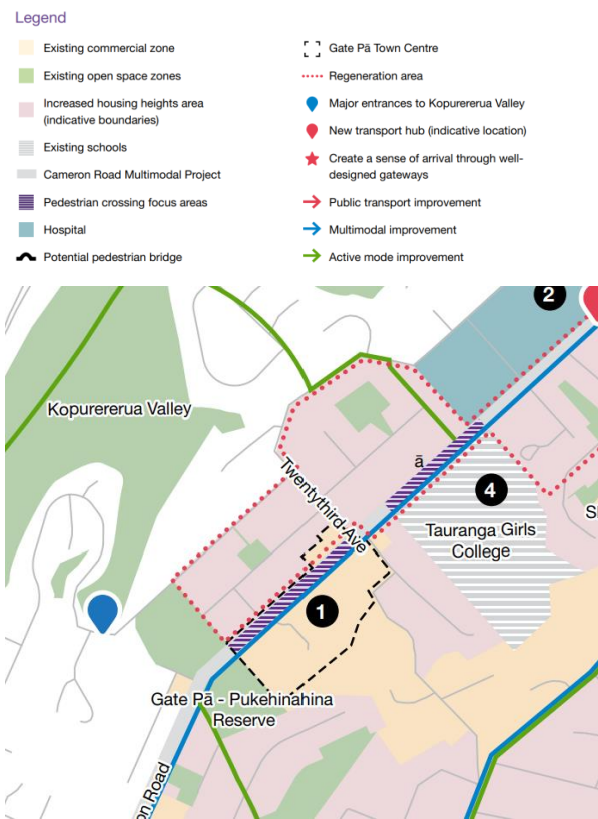 Legend
Existing commercial zone
Existing open space zones
Increased housing heights area
(indicative boundaries)
Existing schools
Cameron Road Multimodal Project
Pedestrian crossing focus areas
Hospital
Potential pedestrian bridge
Gate Pā Town Centre
Regeneration area
Major entrances to Kopurererua Valley
New transport hub (indicative location)
Create a sense of arrival through well-
designed gateways
Public transport improvement
Multimodal improvement
Active mode improvement
2
Kopurererua Valley
ā
Twentythird Ave
4
Tauranga Girls
College
1
Gate Pā - Pukehinahina
Reserve
on Road